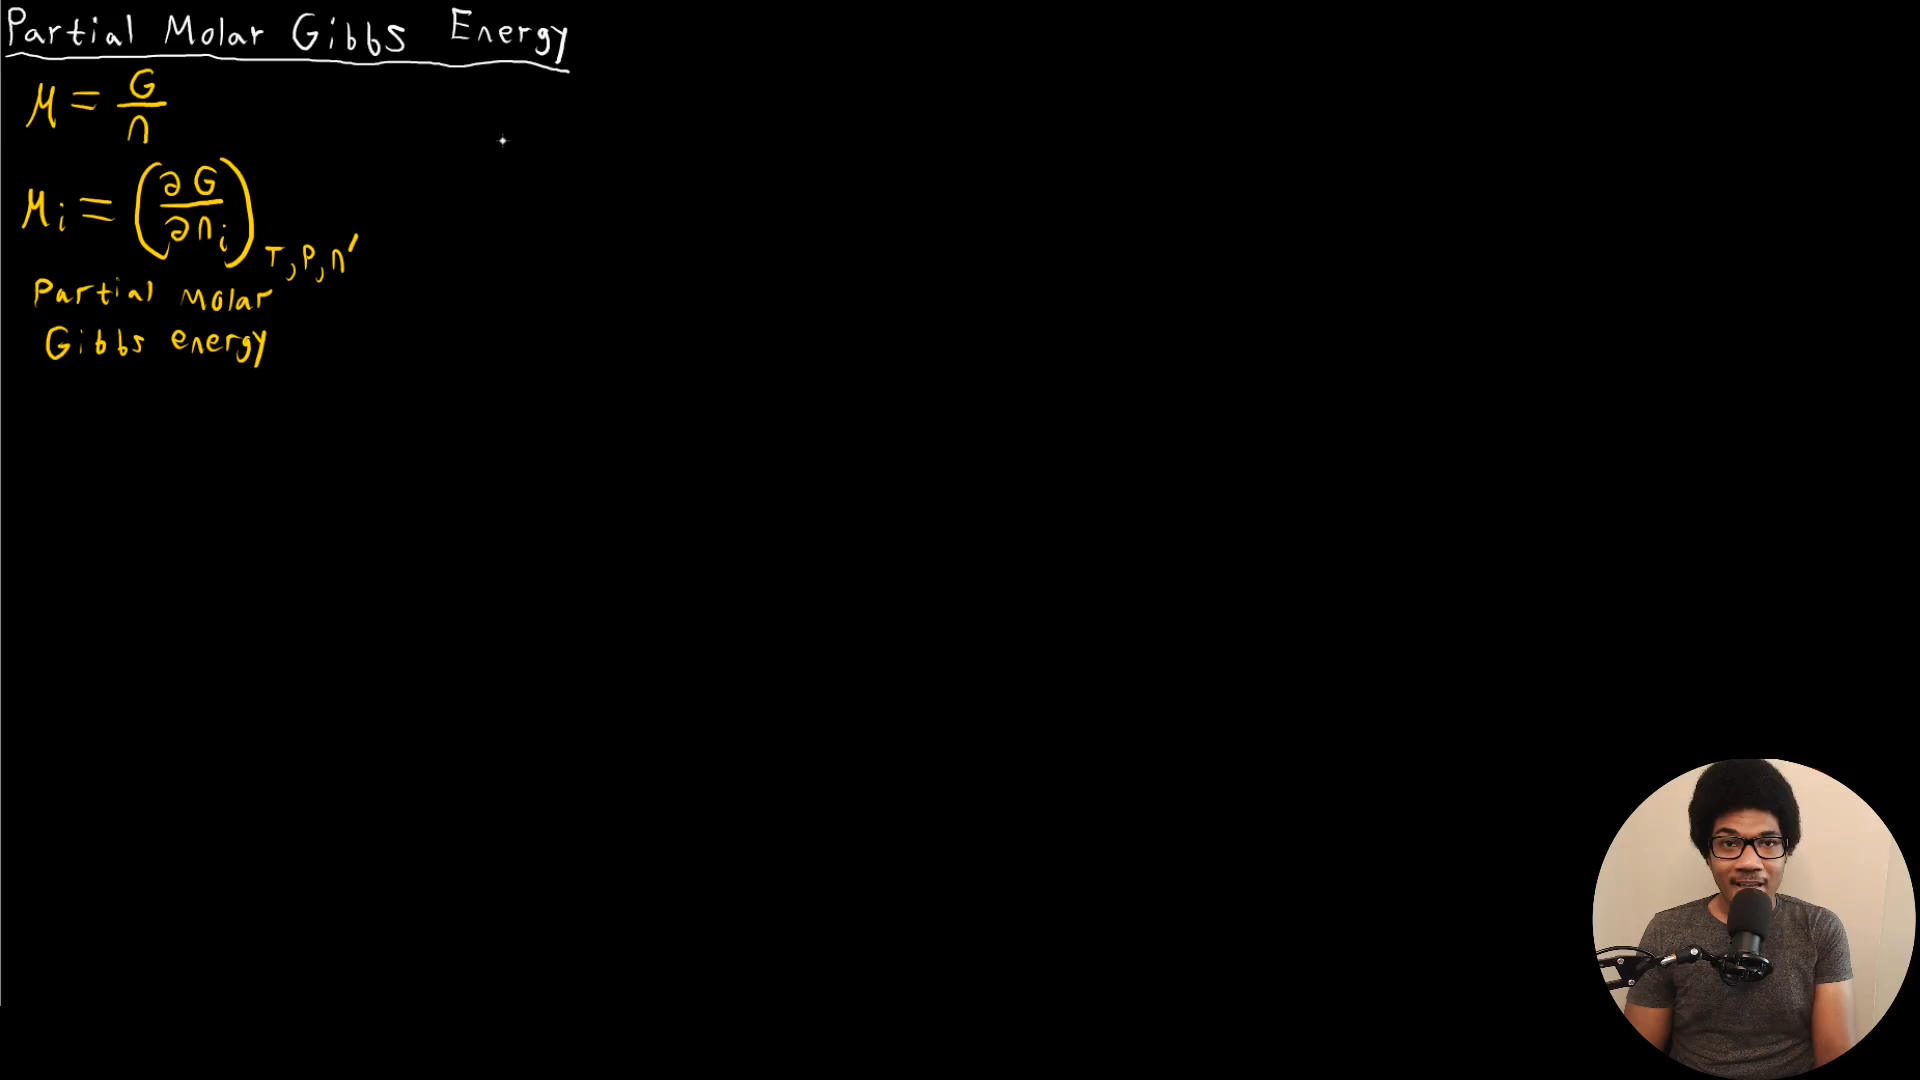 Partial Molar Gibbs Energy
μ = G/n
μi = (∂G/∂ni)T,P,n′
Partial molar
Gibbs energy